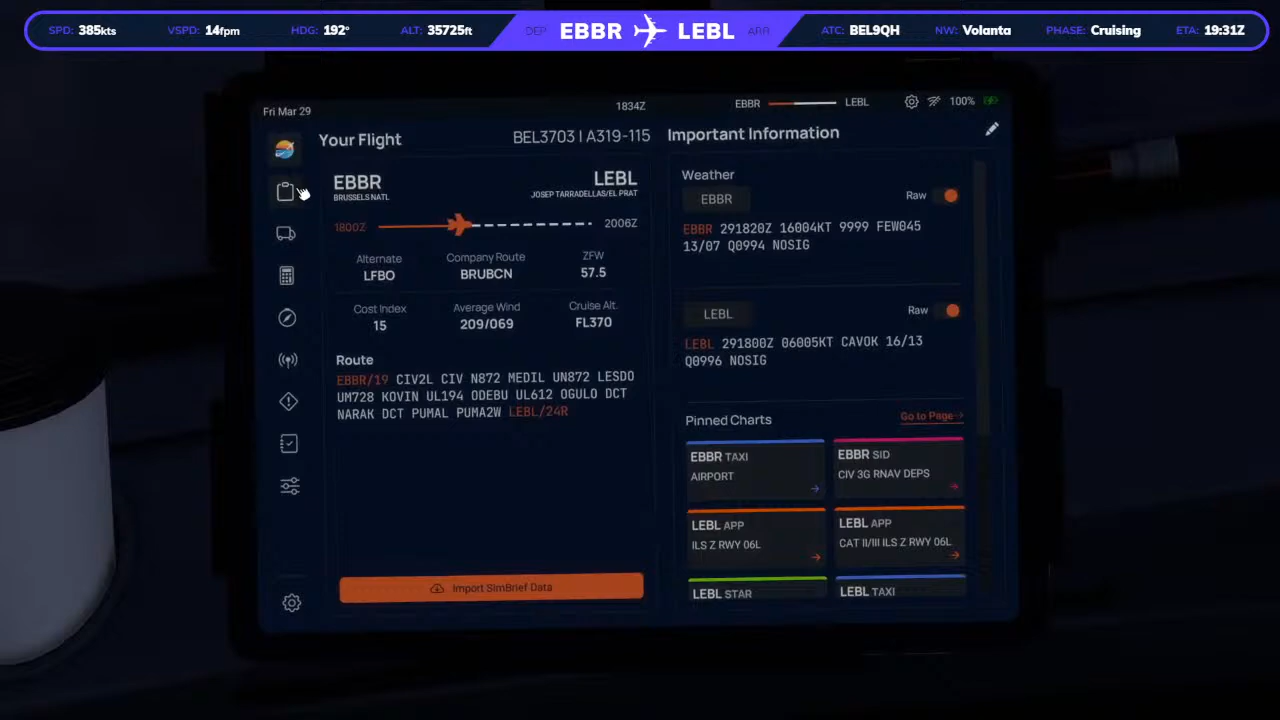 SPD: 385kts VSPD: 14fpm HDG: 192° ALT: 35725ft DEP EBBR LEBL ARR ATC: BEL9QH NW: Volanta PHASE: Cruising ETA: 19:31Z
Fri Mar 29 1834Z EBBR LEBL 100%
Your Flight BEL3703 | A319-115
EBBR LEBL
BRUSSELS NATL JOSEP TARRADELLAS/EL PRAT
1800Z 2006Z
Alternate Company Route ZFW
LFBO BRUBCN 57.5
Cost Index Average Wind Cruise Alt.
15 209/069 FL370
Route
EBBR/19 CIV2L CIV N872 MEDIL UN872 LESDO
UM728 KOVIN UL194 ODEBU UL612 OGULO DCT
NARAK DCT PUMAL PUMA2W LEBL/24R
Import SimBrief Data
Important Information
Weather
EBBR Raw
EBBR 291820Z 16004KT 9999 FEW045
13/07 Q0994 NOSIG
LEBL Raw
LEBL 291800Z 06005KT CAVOK 16/13
Q0996 NOSIG
Pinned Charts Go to Page
EBBR TAXI
AIRPORT
EBBR SID
CIV 3G RNAV DEPS
LEBL APP
ILS Z RWY 06L
LEBL APP
CAT II/III ILS Z RWY 06L
LEBL STAR
LEBL TAXI